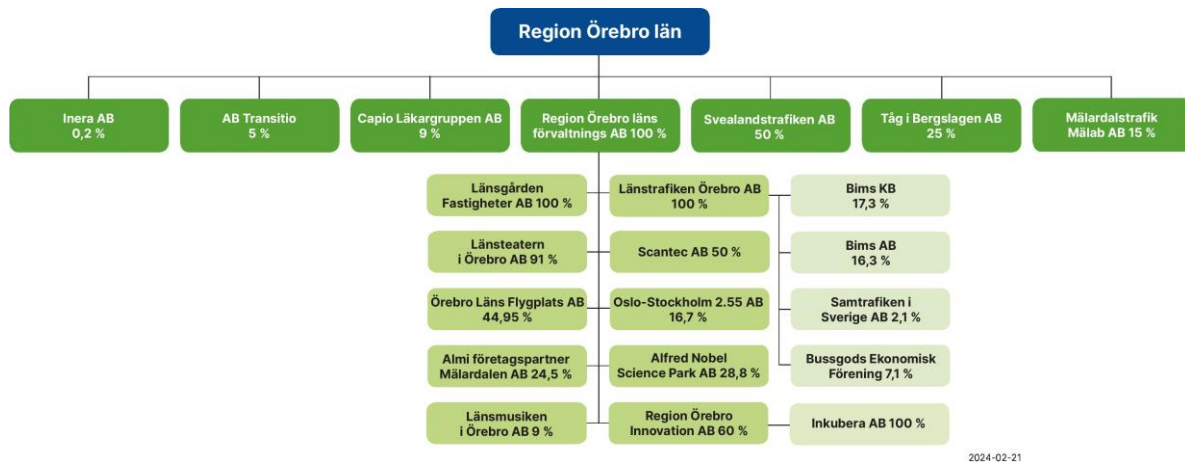 Region Örebro län
Inera AB
0,2 %
AB Transitio
5 %
Capio Läkargruppen AB
9 %
Region Örebro läns
förvaltnings AB 100 %
Svealandstrafiken AB
50 %
Tåg i Bergslagen AB
25 %
Mälardalstrafik
Mälab AB 15 %
Länsgården
Fastigheter AB 100 %
Länstrafiken Örebro AB
100 %
Bims KB
17,3 %
Länsteatern
i Örebro AB 91 %
Scantec AB 50 %
Bims AB
16,3 %
Örebro Läns Flygplats AB
44,95 %
Oslo-Stockholm 2.55 AB
16,7 %
Samtrafiken i
Sverige AB 2,1 %
Almi företagspartner
Mälardalen AB 24,5 %
Alfred Nobel
Science Park AB 28,8 %
Bussgods Ekonomisk
Förening 7,1 %
Länsmusiken
i Örebro AB 9 %
Region Örebro
Innovation AB 60 %
Inkubera AB 100 %
2024-02-21